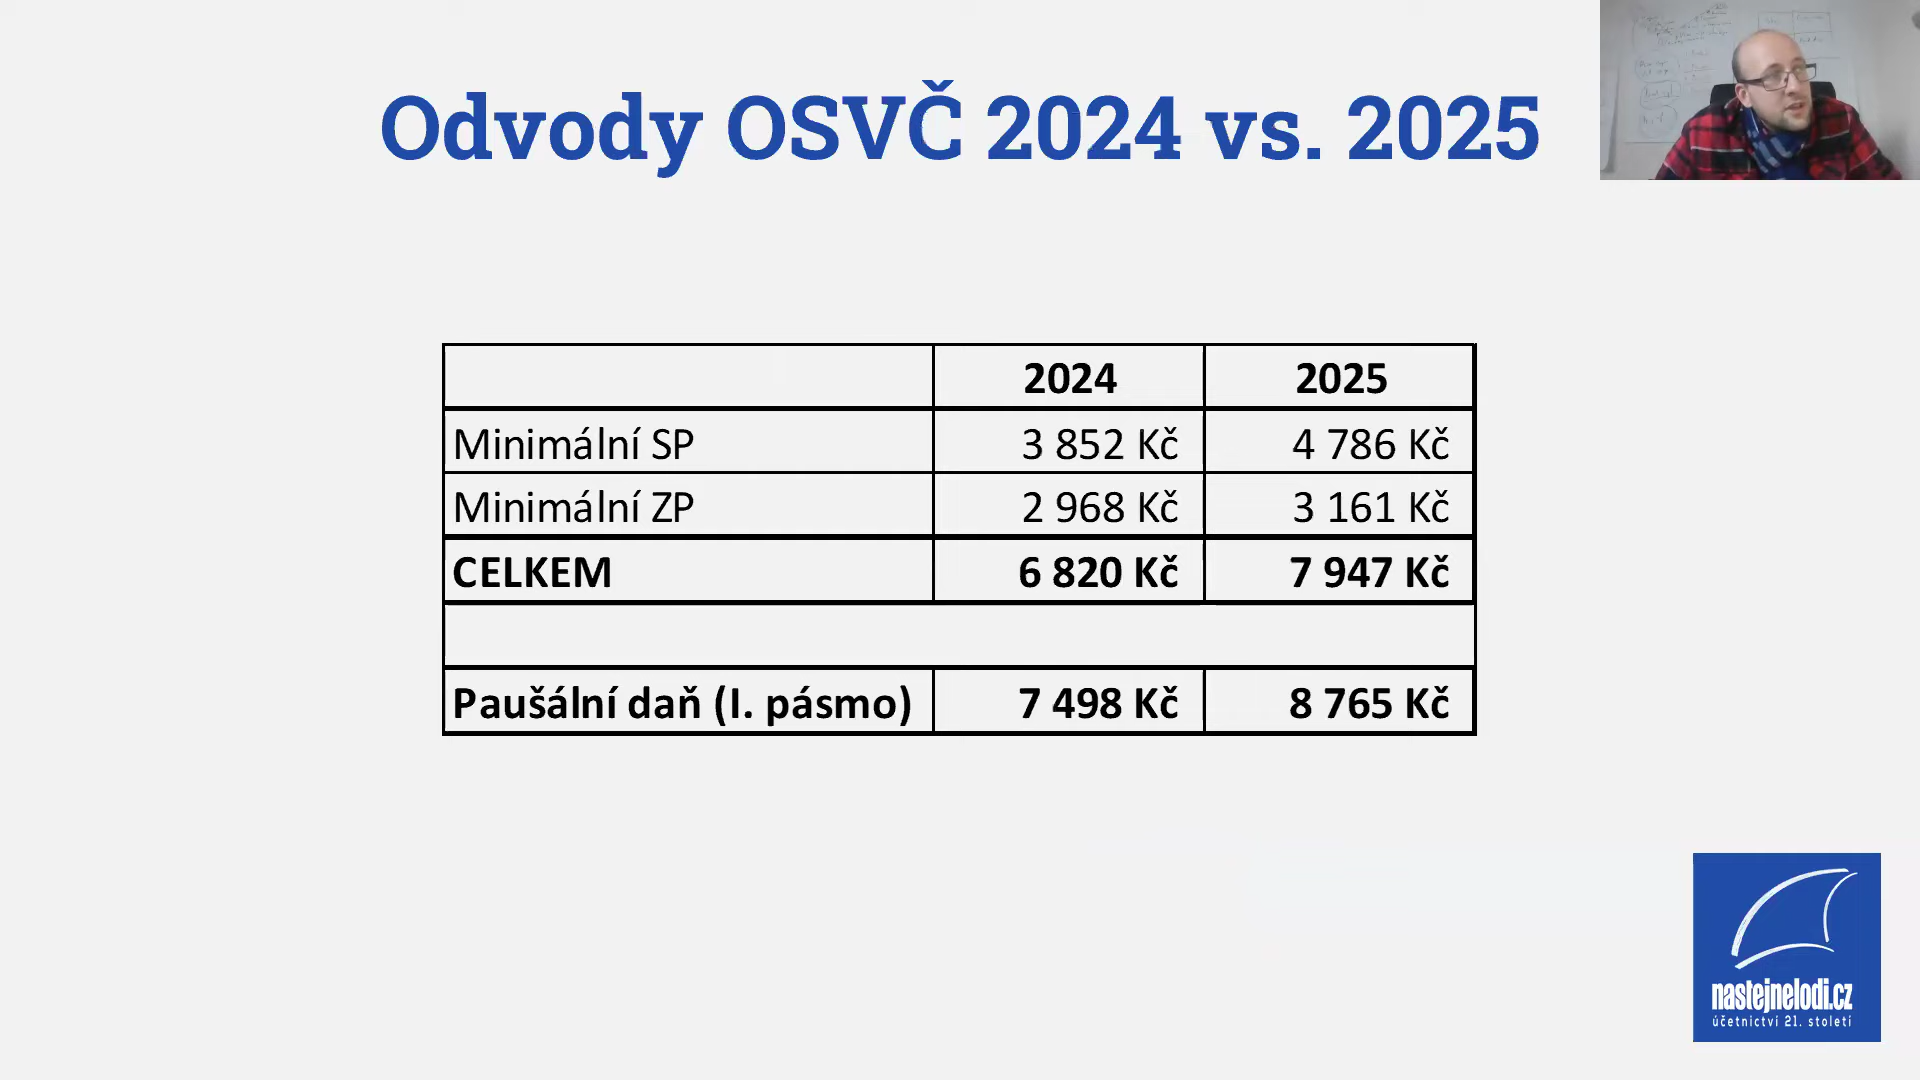 Odvody OSVČ 2024 vs. 2025
2024 2025
Minimální SP 3 852 Kč 4 786 Kč
Minimální ZP 2 968 Kč 3 161 Kč
CELKEM 6 820 Kč 7 947 Kč
Paušální daň (I. pásmo) 7 498 Kč 8 765 Kč
nastejnelodi.cz
účetnictví 21. století